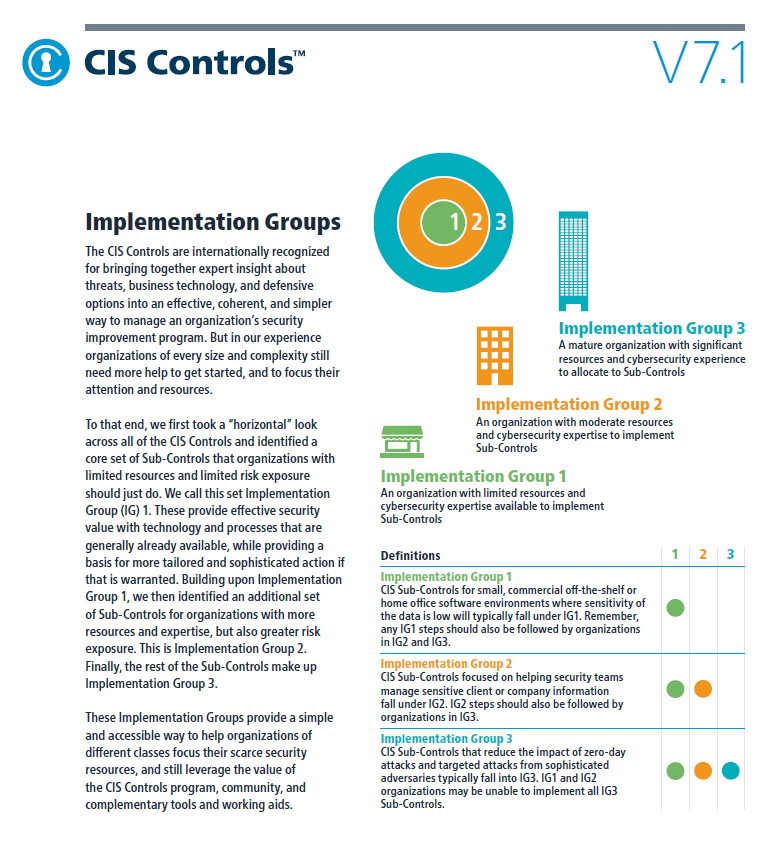 CIS Controls™
V7.1
Implementation Groups
The CIS Controls are internationally recognized
for bringing together expert insight about
threats, business technology, and defensive
options into an effective, coherent, and simpler
way to manage an organization's security
improvement program. But in our experience
organizations of every size and complexity still
need more help to get started, and to focus their
attention and resources.
To that end, we first took a "horizontal" look
across all of the CIS Controls and identified a
core set of Sub-Controls that organizations with
limited resources and limited risk exposure
should just do. We call this set Implementation
Group (IG) 1. These provide effective security
value with technology and processes that are
generally already available, while providing a
basis for more tailored and sophisticated action if
that is warranted. Building upon Implementation
Group 1, we then identified an additional set
of Sub-Controls for organizations with more
resources and expertise, but also greater risk
exposure. This is Implementation Group 2.
Finally, the rest of the Sub-Controls make up
Implementation Group 3.
These Implementation Groups provide a simple
and accessible way to help organizations of
different classes focus their scarce security
resources, and still leverage the value of
the CIS Controls program, community, and
complementary tools and working aids.
1 2 3
Implementation Group 3
A mature organization with significant
resources and cybersecurity experience
to allocate to Sub-Controls
Implementation Group 2
An organization with moderate resources
and cybersecurity expertise to implement
Sub-Controls
Implementation Group 1
An organization with limited resources and
cybersecurity expertise available to implement
Sub-Controls
Definitions 1 2 3
Implementation Group 1
CIS Sub-Controls for small, commercial off-the-shelf or
home office software environments where sensitivity of
the data is low will typically fall under IG1. Remember,
any IG1 steps should also be followed by organizations
in IG2 and IG3.
Implementation Group 2
CIS Sub-Controls focused on helping security teams
manage sensitive client or company information
fall under IG2. IG2 steps should also be followed by
organizations in IG3.
Implementation Group 3
CIS Sub-Controls that reduce the impact of zero-day
attacks and targeted attacks from sophisticated
adversaries typically fall into IG3. IG1 and IG2
organizations may be unable to implement all IG3
Sub-Controls.